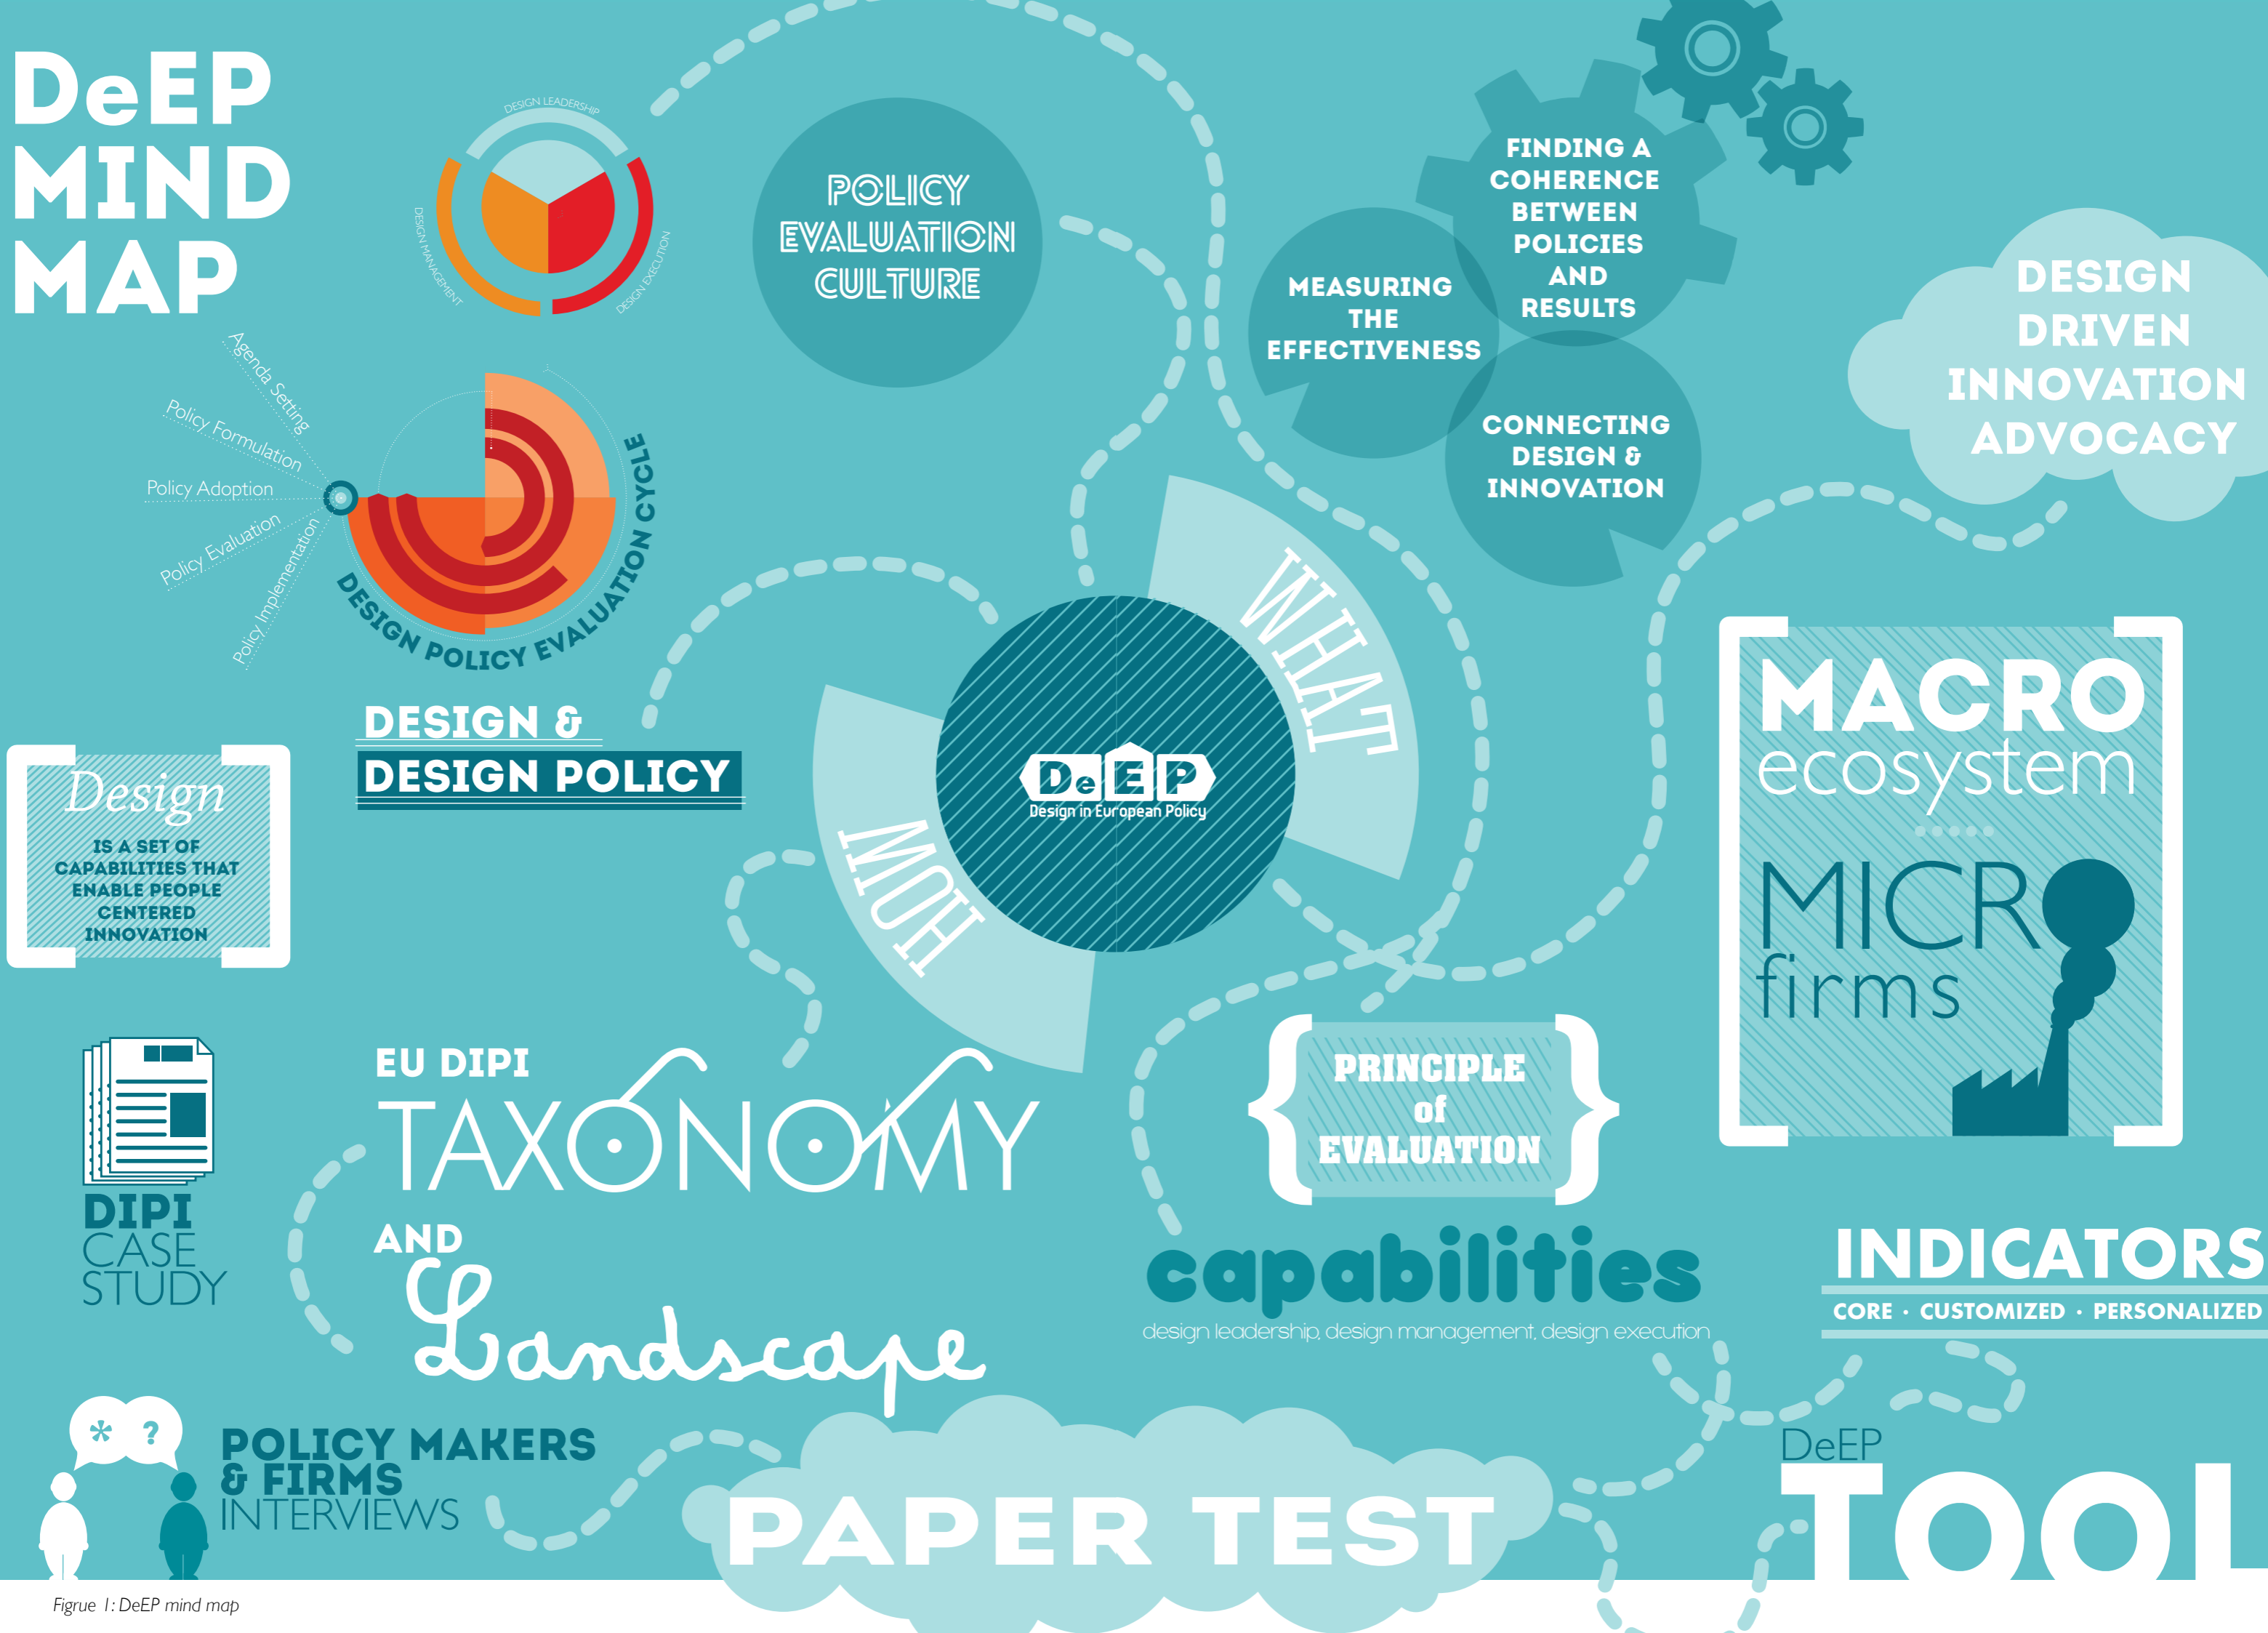 DeEP
MIND
MAP
DESIGN LEADERSHIP
DESIGN MANAGEMENT
DESIGN EXECUTION
POLICY
EVALUATION
CULTURE
FINDING A
COHERENCE
BETWEEN
POLICIES
AND
RESULTS
MEASURING
THE
EFFECTIVENESS
CONNECTING
DESIGN &
INNOVATION
DESIGN
DRIVEN
INNOVATION
ADVOCACY
Agenda Setting
Policy Formulation
Policy Adoption
Policy Evaluation
Policy Implementation
DESIGN POLICY EVALUATION CYCLE
WHAT
HOW
DeEP
Design in European Policy
DESIGN &
DESIGN POLICY
Design
IS A SET OF
CAPABILITIES THAT
ENABLE PEOPLE
CENTERED
INNOVATION
MACRO
ecosystem
MICRO
firms
DIPI
CASE
STUDY
EU DIPI
TAXONOMY
AND
Landscape
PRINCIPLE
of
EVALUATION
capabilities
design leadership, design management, design execution
INDICATORS
CORE · CUSTOMIZED · PERSONALIZED
* ?
POLICY MAKERS
& FIRMS
INTERVIEWS
PAPER TEST
DeEP
TOOL
Figrue 1: DeEP mind map